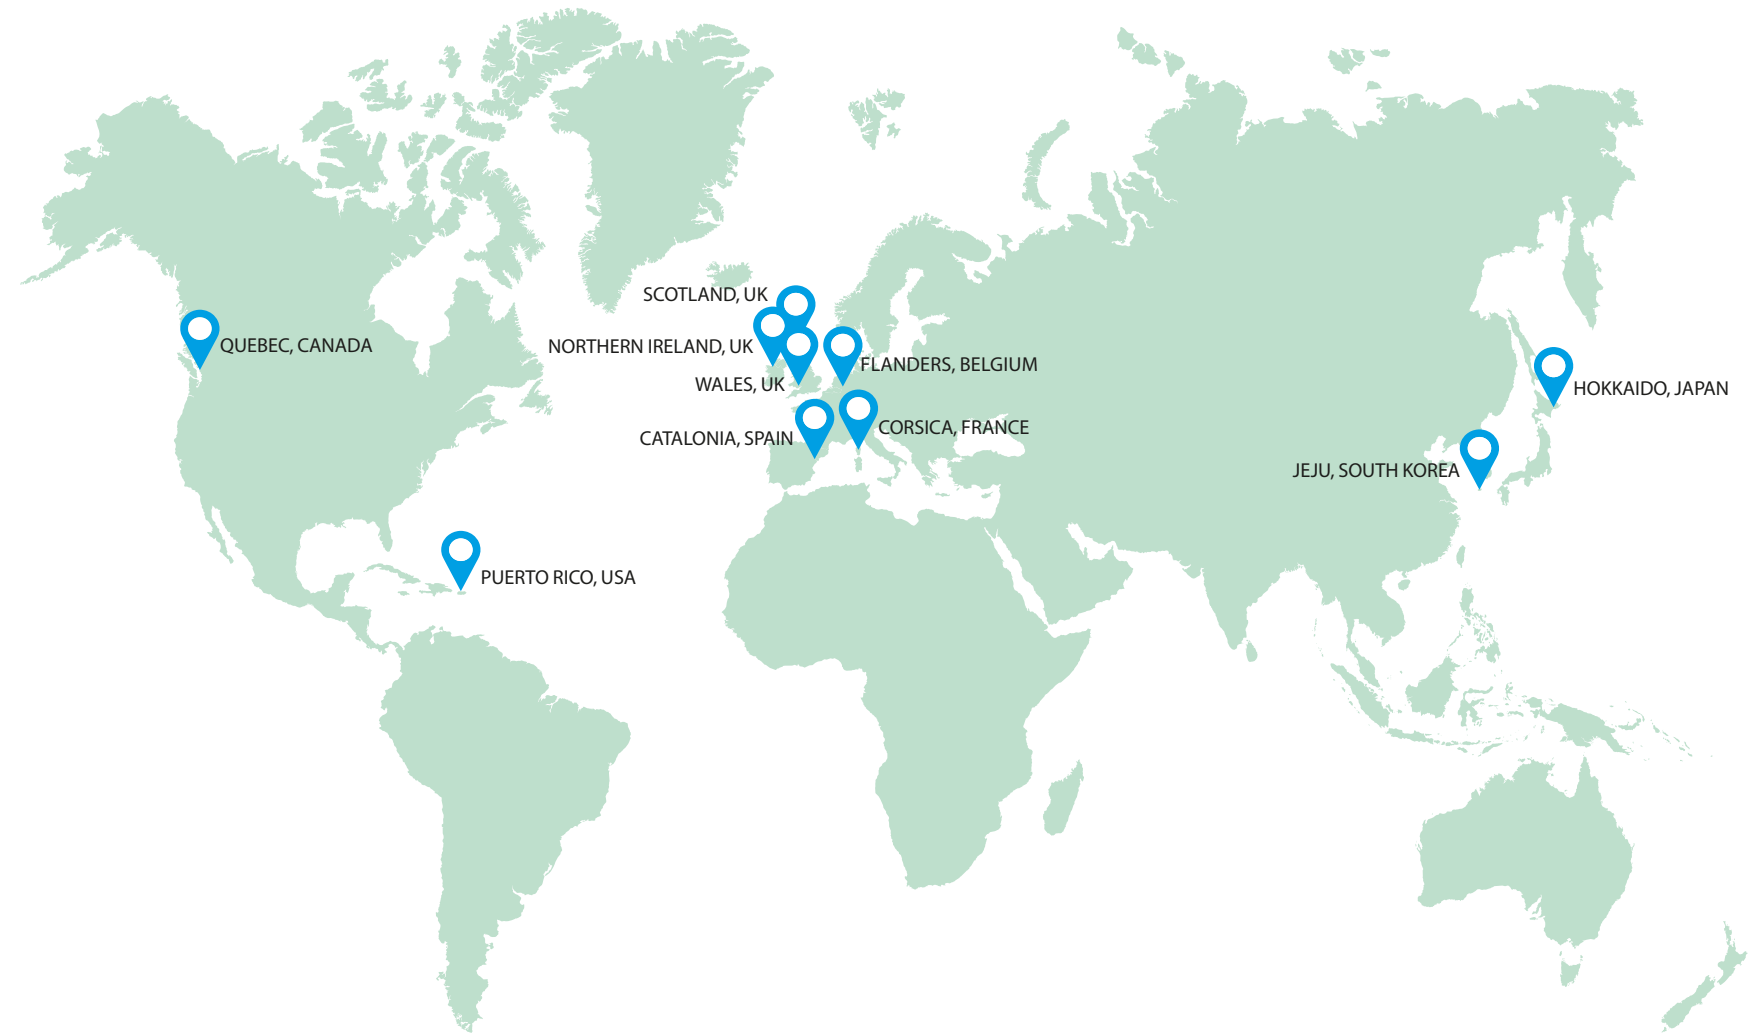 SCOTLAND, UK
QUEBEC, CANADA
NORTHERN IRELAND, UK
FLANDERS, BELGIUM
WALES, UK
HOKKAIDO, JAPAN
CORSICA, FRANCE
CATALONIA, SPAIN
JEJU, SOUTH KOREA
PUERTO RICO, USA